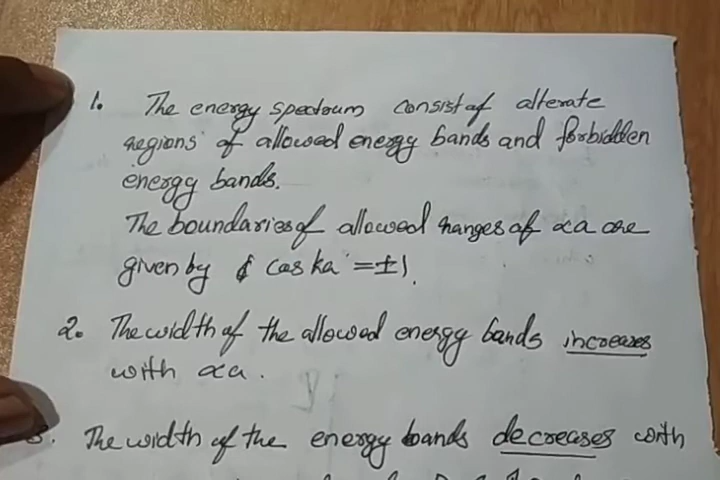 1. The energy spectrum consist of alterate
regions of allowed energy bands and forbidden
energy bands.
The boundaries of allowed ranges of αa are
given by cos ka = ±1.
2. The width of the allowed energy bands increases
with αa.
3. The width of the energy bands decreases with